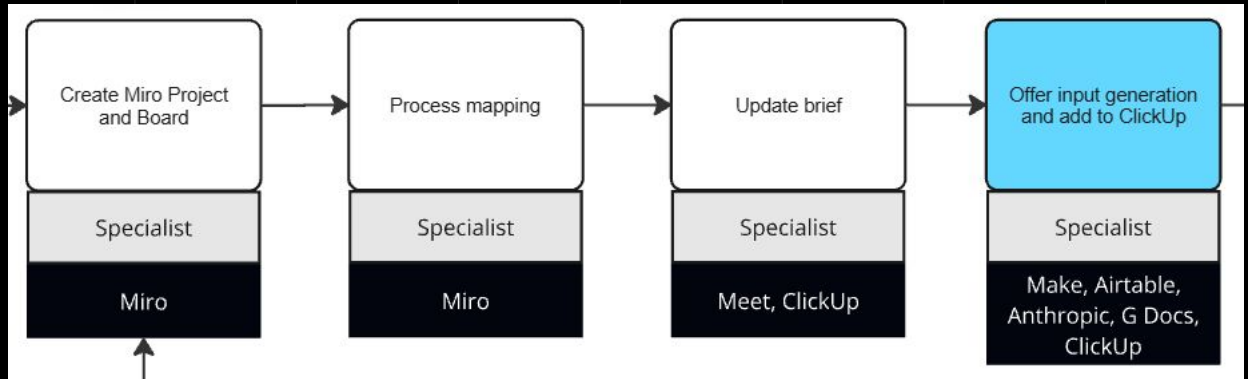 Create Miro Project
and Board
Specialist
Miro
Process mapping
Specialist
Miro
Update brief
Specialist
Meet, ClickUp
Offer input generation
and add to ClickUp
Specialist
Make, Airtable,
Anthropic, G Docs,
ClickUp